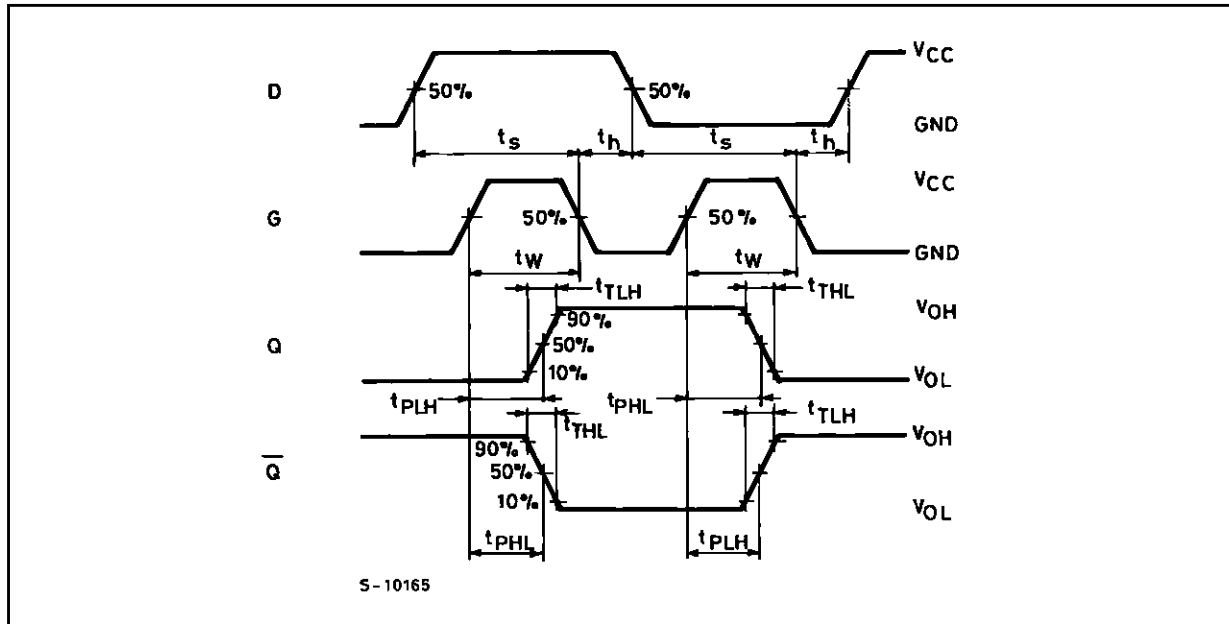 VCC
D 50% 50%
GND
ts th ts th
VCC
G 50% 50%
GND
tW tW
tTLH tTHL
VOH
90%
Q 50%
10%
VOL
tPLH tPHL
tTHL tTLH
VOH
90%
Q 50%
10%
VOL
tPHL tPLH
S-10165